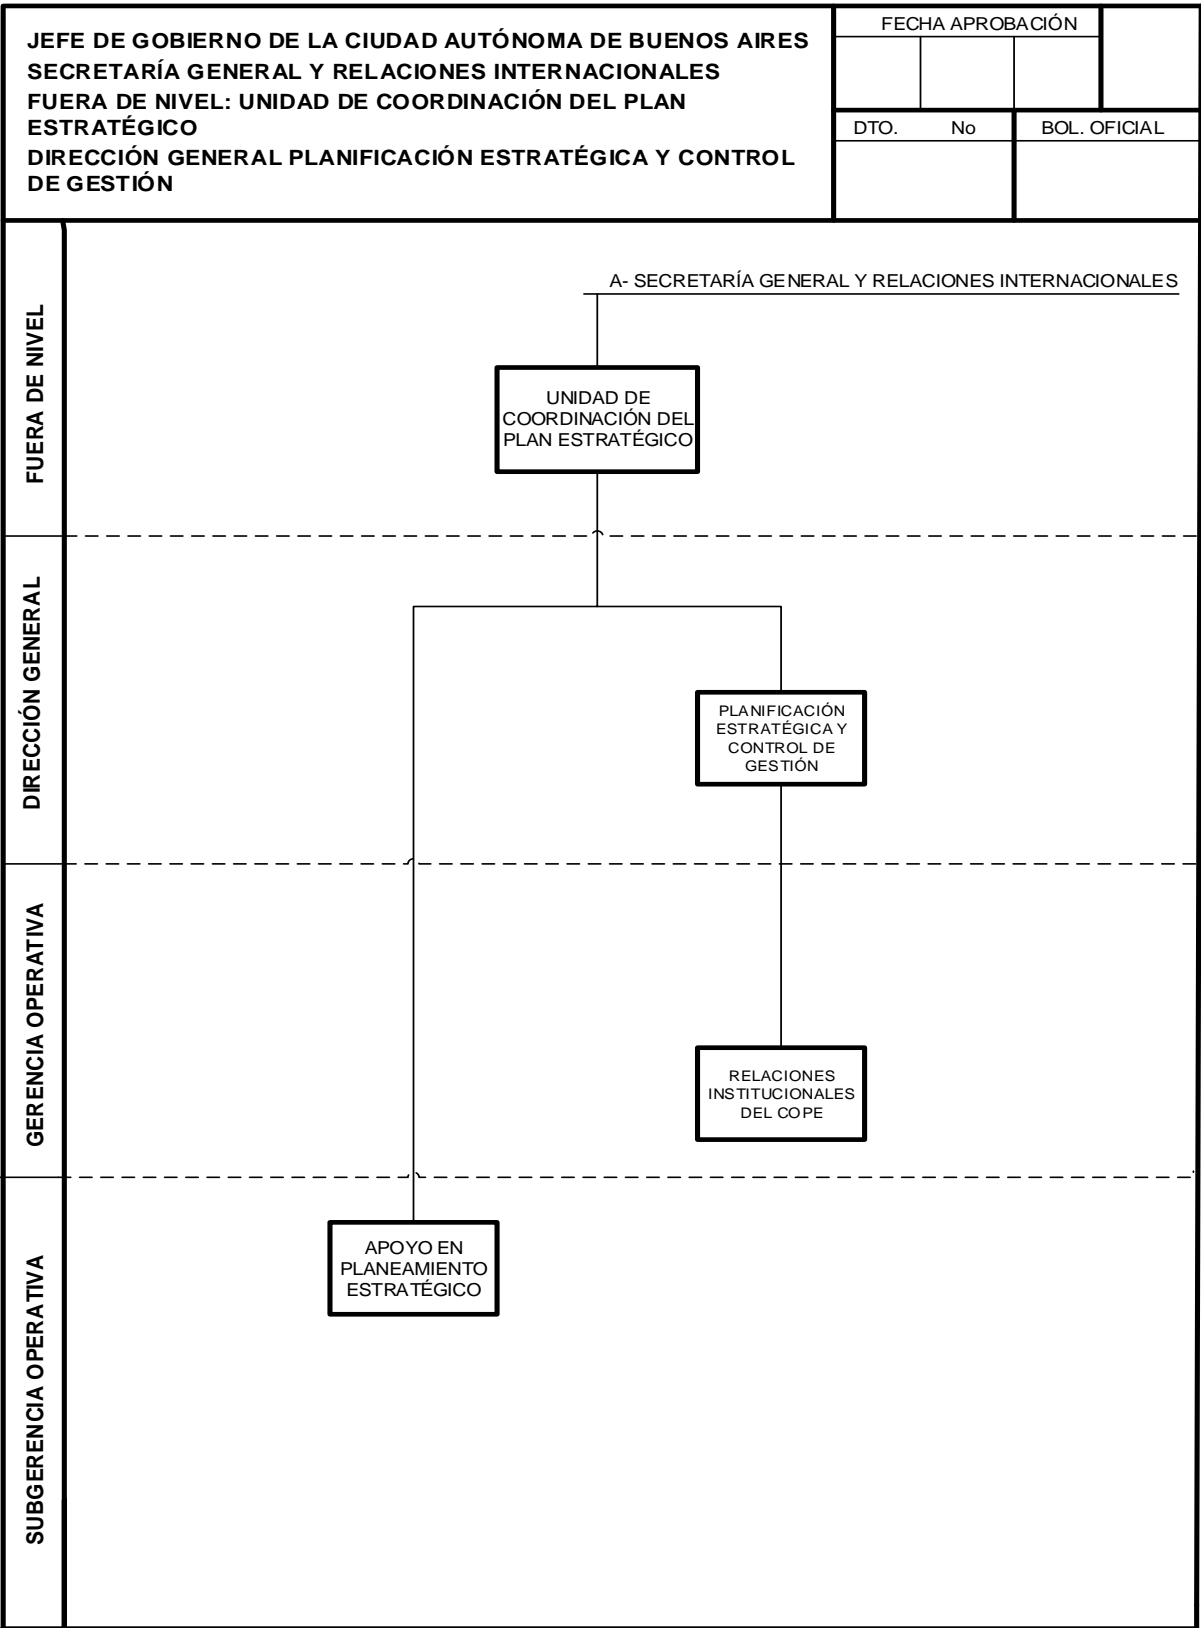 JEFE DE GOBIERNO DE LA CIUDAD AUTÓNOMA DE BUENOS AIRES
SECRETARÍA GENERAL Y RELACIONES INTERNACIONALES
FUERA DE NIVEL: UNIDAD DE COORDINACIÓN DEL PLAN
ESTRATÉGICO
DIRECCIÓN GENERAL PLANIFICACIÓN ESTRATÉGICA Y CONTROL
DE GESTIÓN
FECHA APROBACIÓN
DTO. No
BOL. OFICIAL
FUERA DE NIVEL
A- SECRETARÍA GENERAL Y RELACIONES INTERNACIONALES
UNIDAD DE
COORDINACIÓN DEL
PLAN ESTRATÉGICO
DIRECCIÓN GENERAL
PLANIFICACIÓN
ESTRATÉGICA Y
CONTROL DE
GESTIÓN
GERENCIA OPERATIVA
RELACIONES
INSTITUCIONALES
DEL COPE
SUBGERENCIA OPERATIVA
APOYO EN
PLANEAMIENTO
ESTRATÉGICO